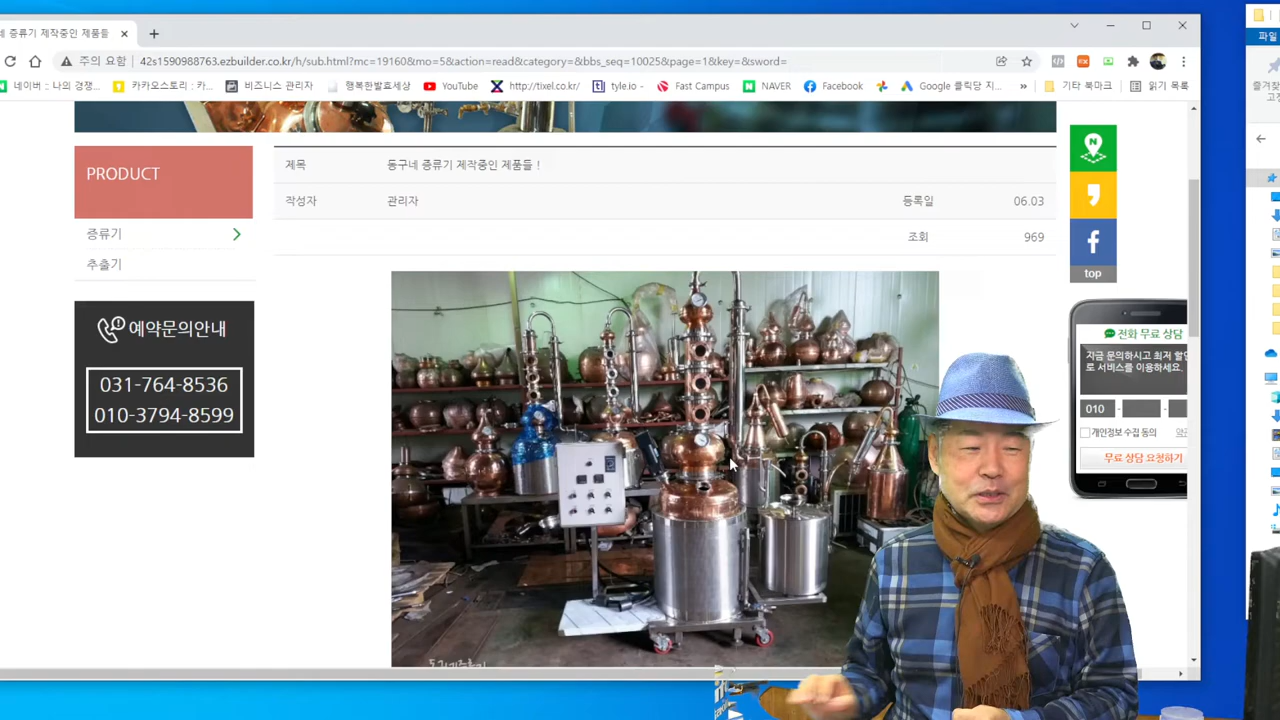 네 증류기 제작중인 제품들
파일
주의 요함
42s1590988763.ezbuilder.co.kr/h/sub.html?mc=18160&mo=5&action=read&category=&bbs_seq=10025&page=1&key=&sword=
네이버 :: 나의 경쟁...
카카오스토리 : 카...
비즈니스 관리자
행복한발효세상
YouTube
http://tixel.co.kr/
tyle.io -
Fast Campus
NAVER
Facebook
Google 클릭당 지...
»
기타 북마크
읽기 목록
PRODUCT
증류기
추출기
예약문의안내
031-764-8536
010-3794-8599
제목
동구네 증류기 제작중인 제품들 !
작성자
관리자
등록일
06.03
조회
969
top
전화 무료 상담
지금 문의하시고 최저 할인
로 서비스를 이용하세요.
010
-
-
개인정보 수집 동의
무료 상담 요청하기